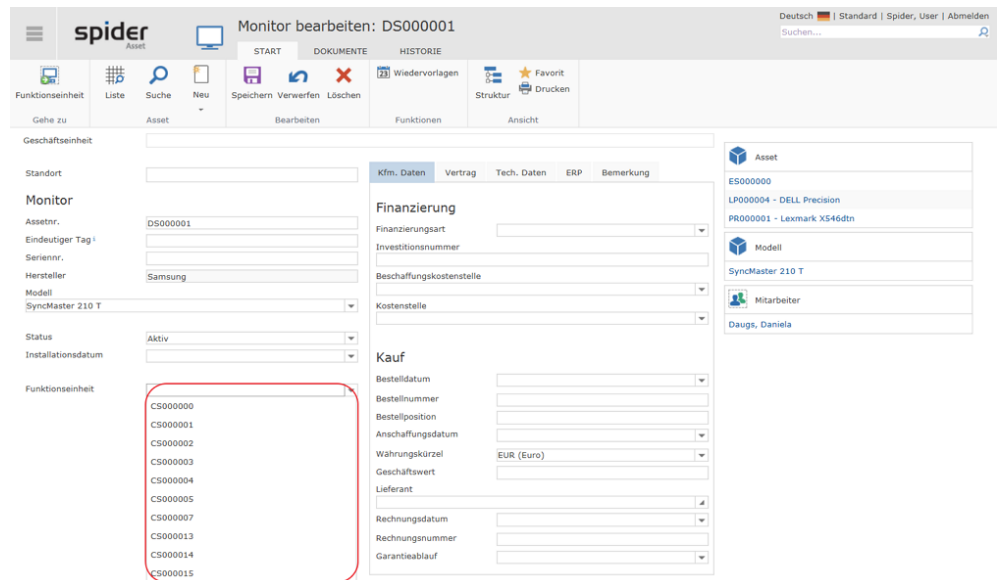 Deutsch | Standard | Spider, User | Abmelden
spider
Asset
Monitor bearbeiten: DS000001
Suchen...
START DOKUMENTE HISTORIE
Funktionseinheit Liste Suche Neu Speichern Verwerfen Löschen 23 Wiedervorlagen Struktur Favorit
Drucken
Gehe zu Asset Bearbeiten Funktionen Ansicht
Geschäftseinheit
Standort
Monitor
Assetnr. DS000001
Eindeutiger Tag i
Seriennr.
Hersteller Samsung
Modell
SyncMaster 210 T
Status Aktiv
Installationsdatum
Funktionseinheit
CS000000
CS000001
CS000002
CS000003
CS000004
CS000005
CS000007
CS000013
CS000014
CS000015
Kfm. Daten Vertrag Tech. Daten ERP Bemerkung
Finanzierung
Finanzierungsart
Investitionsnummer
Beschaffungskostenstelle
Kostenstelle
Kauf
Bestelldatum
Bestellnummer
Bestellposition
Anschaffungsdatum
Währungskürzel EUR (Euro)
Geschäftswert
Lieferant
Rechnungsdatum
Rechnungsnummer
Garantieablauf
Asset
ES000000
LP000004 - DELL Precision
PR000001 - Lexmark X546dtn
Modell
SyncMaster 210 T
Mitarbeiter
Daugs, Daniela